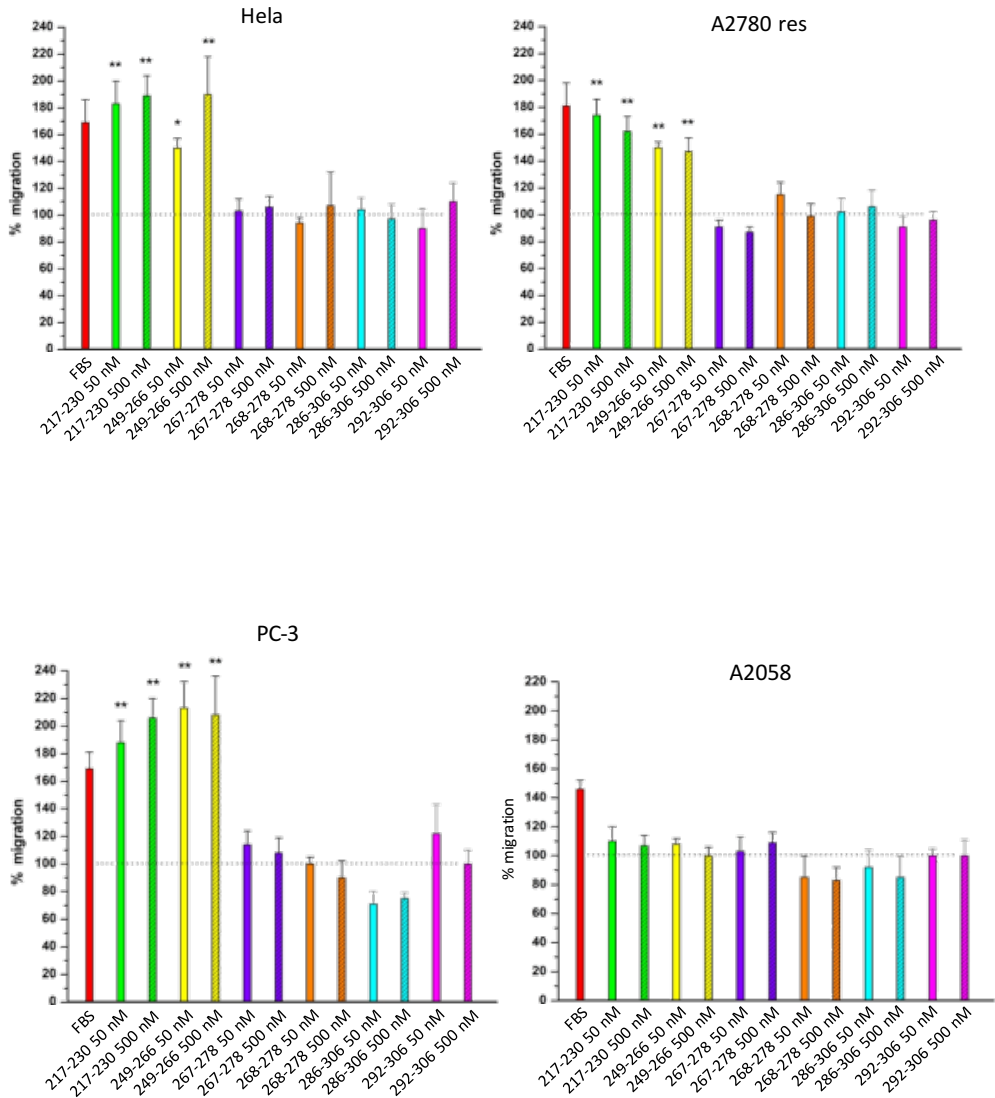 Hela
240
220
200
180
160
140
120
100
80
60
40
20
0
% migration
** ** * **
FBS
217-230 50 nM
217-230 500 nM
249-266 50 nM
249-266 500 nM
267-278 50 nM
267-278 500 nM
268-278 50 nM
268-278 500 nM
286-306 50 nM
286-306 500 nM
292-306 50 nM
292-306 500 nM
A2780 res
240
220
200
180
160
140
120
100
80
60
40
20
0
% migration
** ** ** **
FBS
217-230 50 nM
217-230 500 nM
249-266 50 nM
249-266 500 nM
267-278 50 nM
267-278 500 nM
268-278 50 nM
268-278 500 nM
286-306 50 nM
286-306 500 nM
292-306 50 nM
292-306 500 nM
PC-3
240
220
200
180
160
140
120
100
80
60
40
20
0
% migration
** ** ** **
FBS
217-230 50 nM
217-230 500 nM
249-266 50 nM
249-266 500 nM
267-278 50 nM
267-278 500 nM
268-278 50 nM
268-278 500 nM
286-306 50 nM
286-306 500 nM
292-306 50 nM
292-306 500 nM
A2058
220
200
180
160
140
120
100
80
60
40
20
0
% migration
FBS
217-230 50 nM
217-230 500 nM
249-266 50 nM
249-266 500 nM
267-278 50 nM
267-278 500 nM
268-278 50 nM
268-278 500 nM
286-306 50 nM
286-306 500 nM
292-306 50 nM
292-306 500 nM